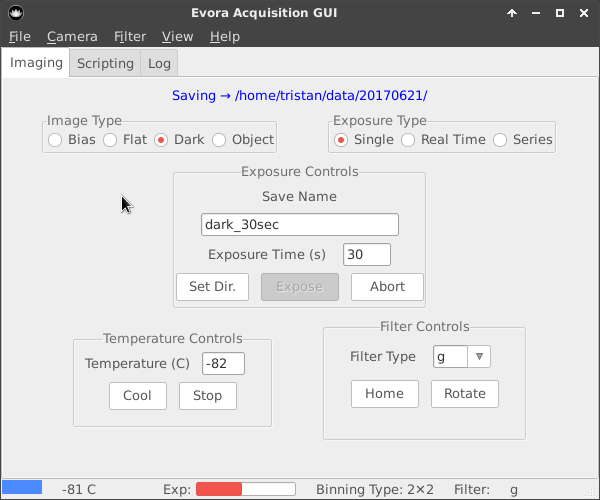 Evora Acquisition GUI
File Camera Filter View Help
Imaging Scripting Log
Saving → /home/tristan/data/20170621/
Image Type
Bias Flat Dark Object
Exposure Type
Single Real Time Series
Exposure Controls
Save Name
dark_30sec
Exposure Time (s) 30
Set Dir. Expose Abort
Temperature Controls
Temperature (C) -82
Cool Stop
Filter Controls
Filter Type g
Home Rotate
-81 C Exp: Binning Type: 2×2 Filter: g